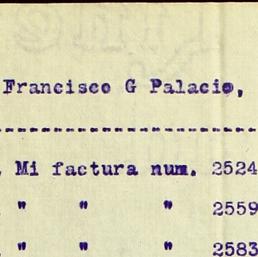 Francisco G Palacio,
-----------------------
. Mi factura num. 2524
" " " 2559
" " " 2583